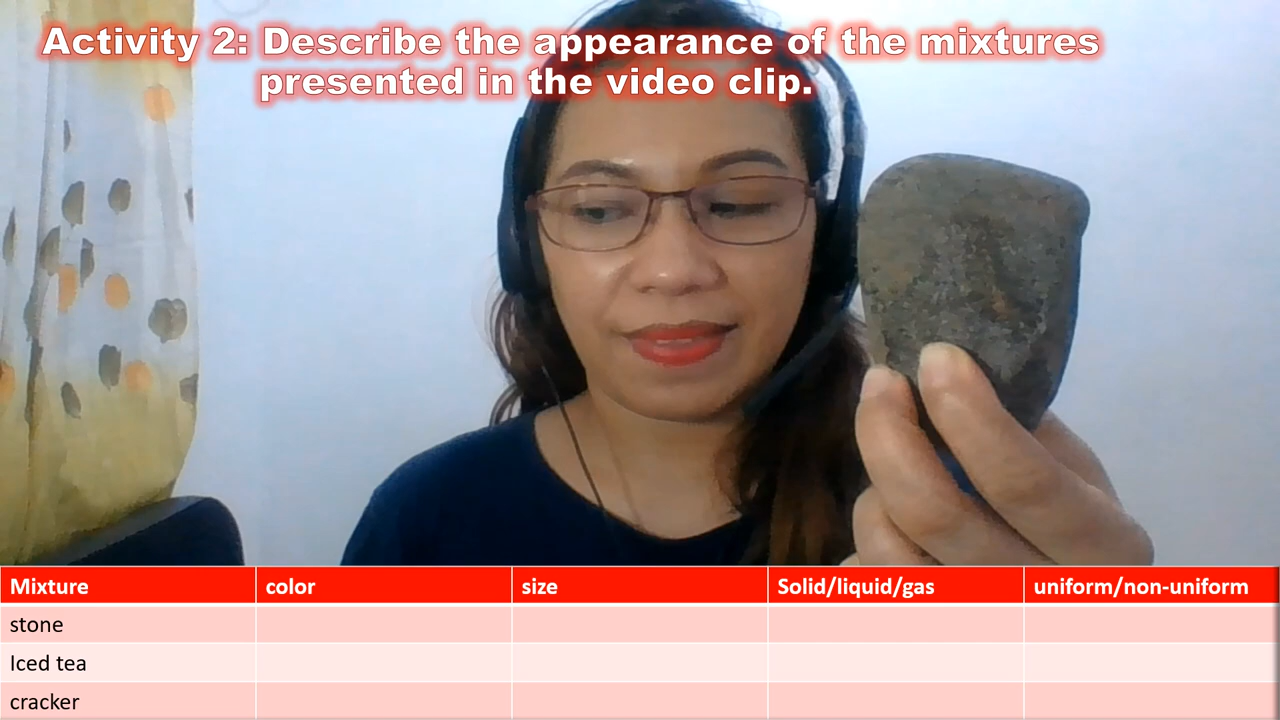 Activity 2: Describe the appearance of the mixtures
presented in the video clip.
Mixture color size Solid/liquid/gas uniform/non-uniform
stone
Iced tea
cracker